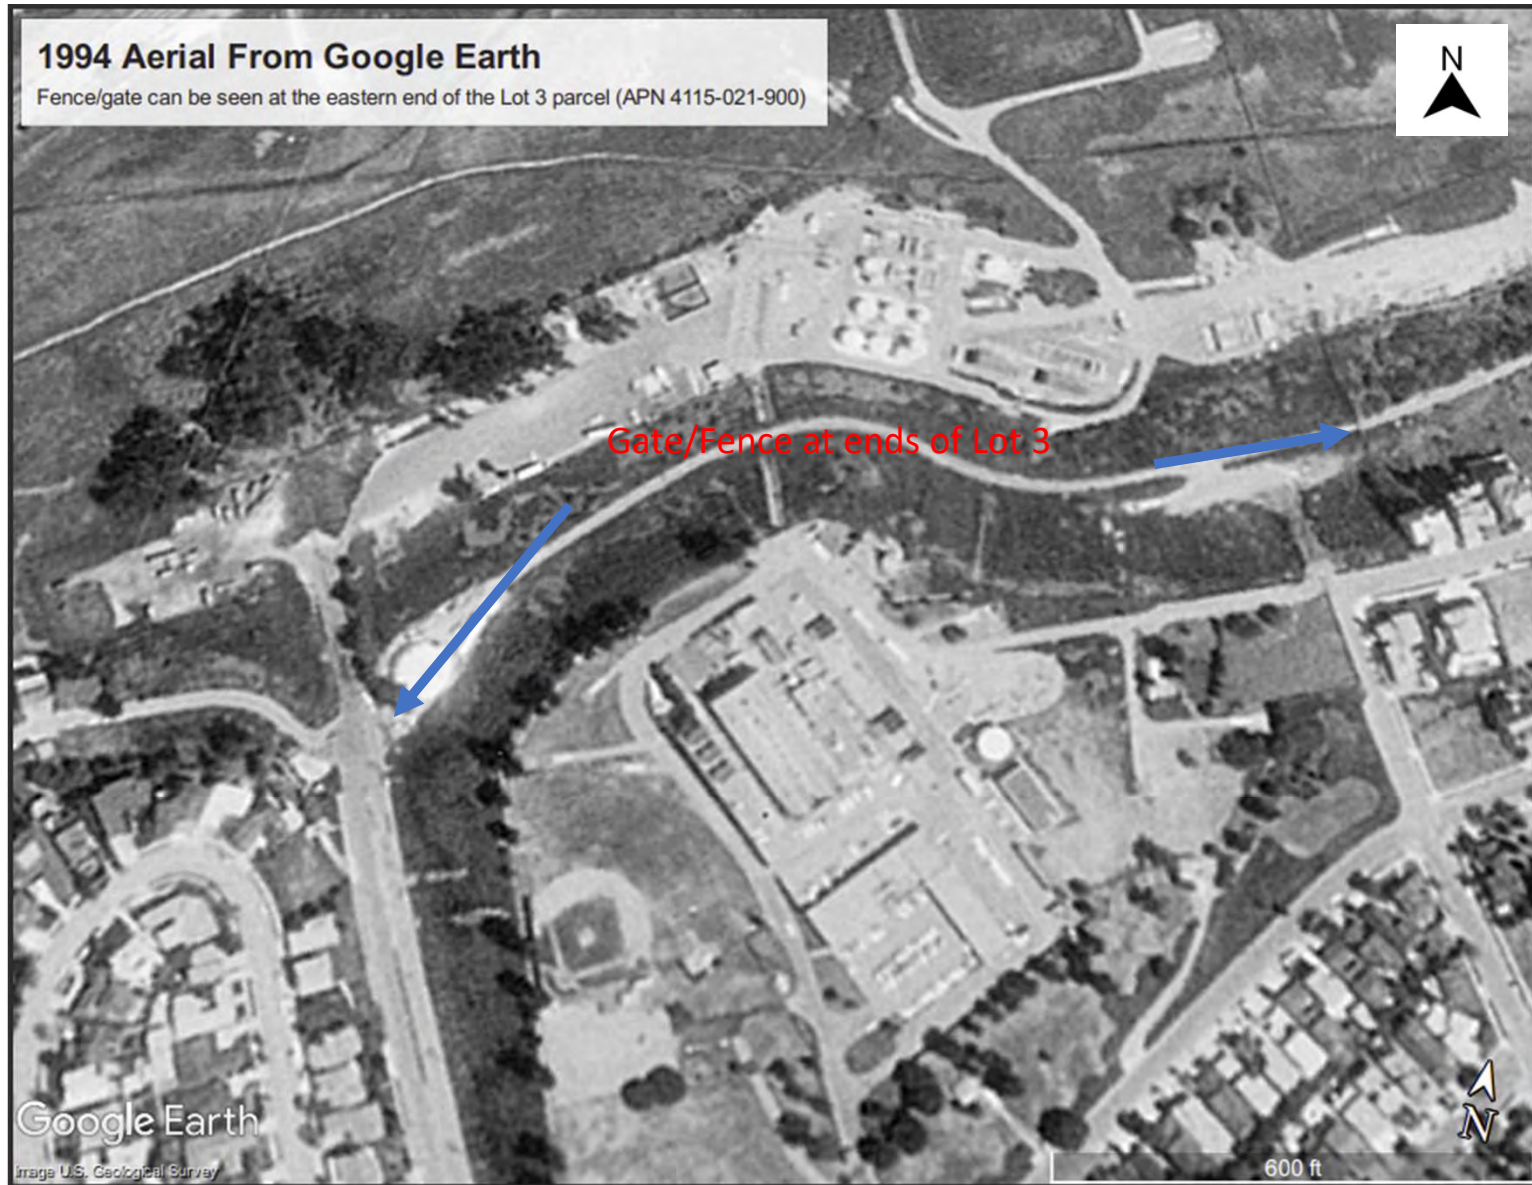 1994 Aerial From Google Earth
Fence/gate can be seen at the eastern end of the Lot 3 parcel (APN 4115-021-900)
N
Gate/Fence at ends of Lot 3
Google Earth
Image U.S. Geological Survey
N
600 ft